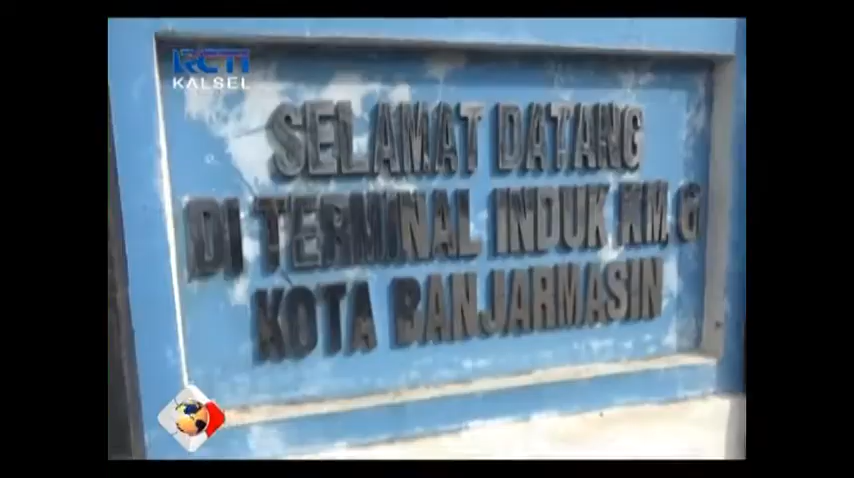 RCTI
KALSEL
SELAMAT DATANG
DI TERMINAL INDUK KM 6
KOTA BANJARMASIN